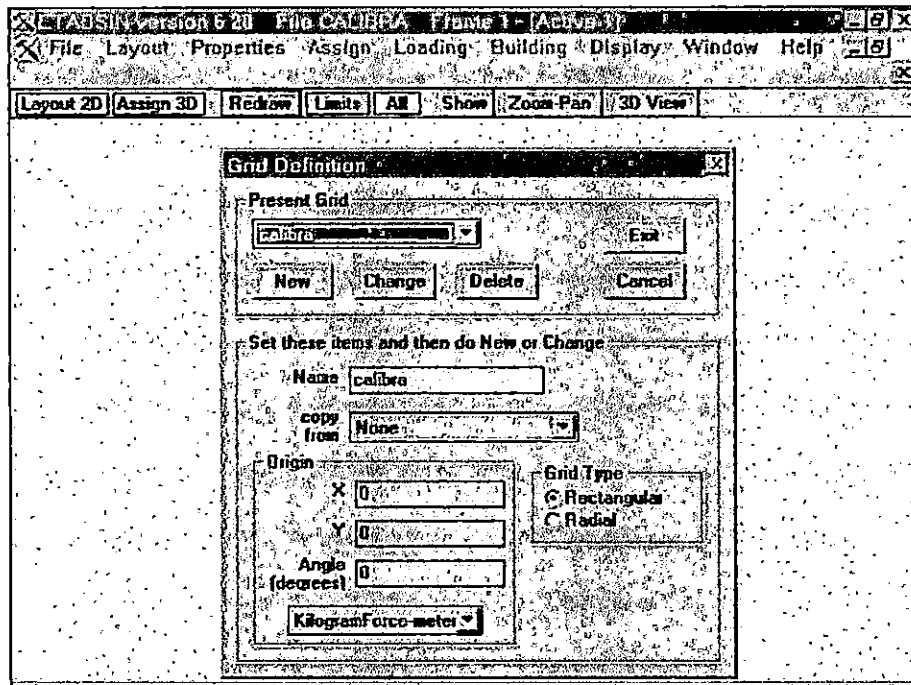 ETABSIN version 6.20 File CALIBRA Frame 1 - [Active-1]
File Layout Properties Assign Loading Building Display Window Help
Layout 2D Assign 3D Redraw Limits All Show Zoom-Pan 3D View
Grid Definition
Present Grid
calibra
Exit
New Change Delete Cancel
Set these items and then do New or Change
Name calibra
copy from None
Origin
Grid Type
X 0
Rectangular
Radial
Y 0
Angle (degrees) 0
KilogramForce-meter